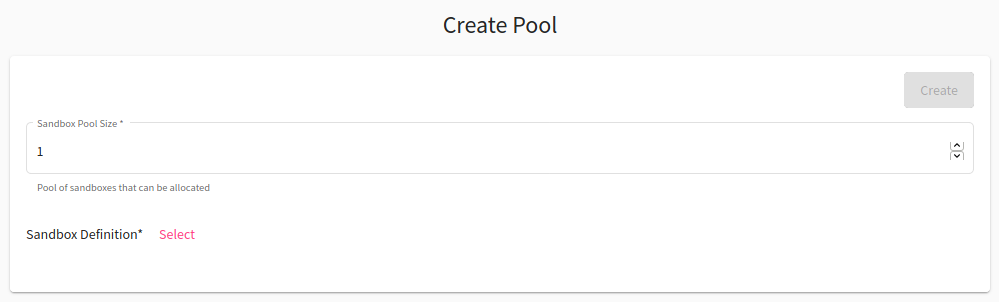 Create Pool
Create
Sandbox Pool Size *
1
Pool of sandboxes that can be allocated
Sandbox Definition* Select